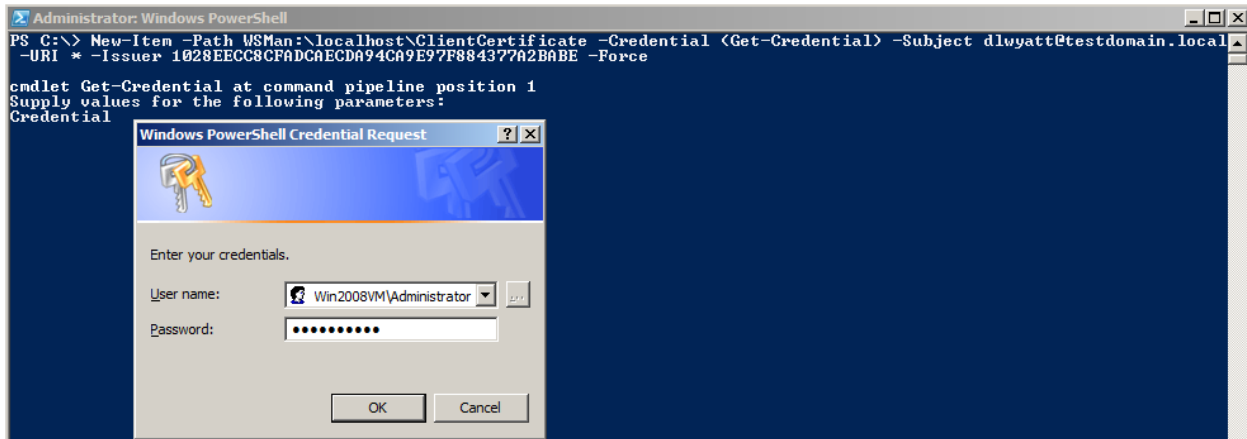 Administrator: Windows PowerShell
PS C:\> New-Item -Path WSMan:\localhost\ClientCertificate -Credential (Get-Credential) -Subject dlwyatt@testdomain.local
 -URI * -Issuer 1028EECC8CFADCAECDA94CA9E97F884377A2BABE -Force
cmdlet Get-Credential at command pipeline position 1
Supply values for the following parameters:
Credential
Windows PowerShell Credential Request
Enter your credentials.
User name: Win2008VM\Administrator ...
Password: ••••••••••
OK Cancel